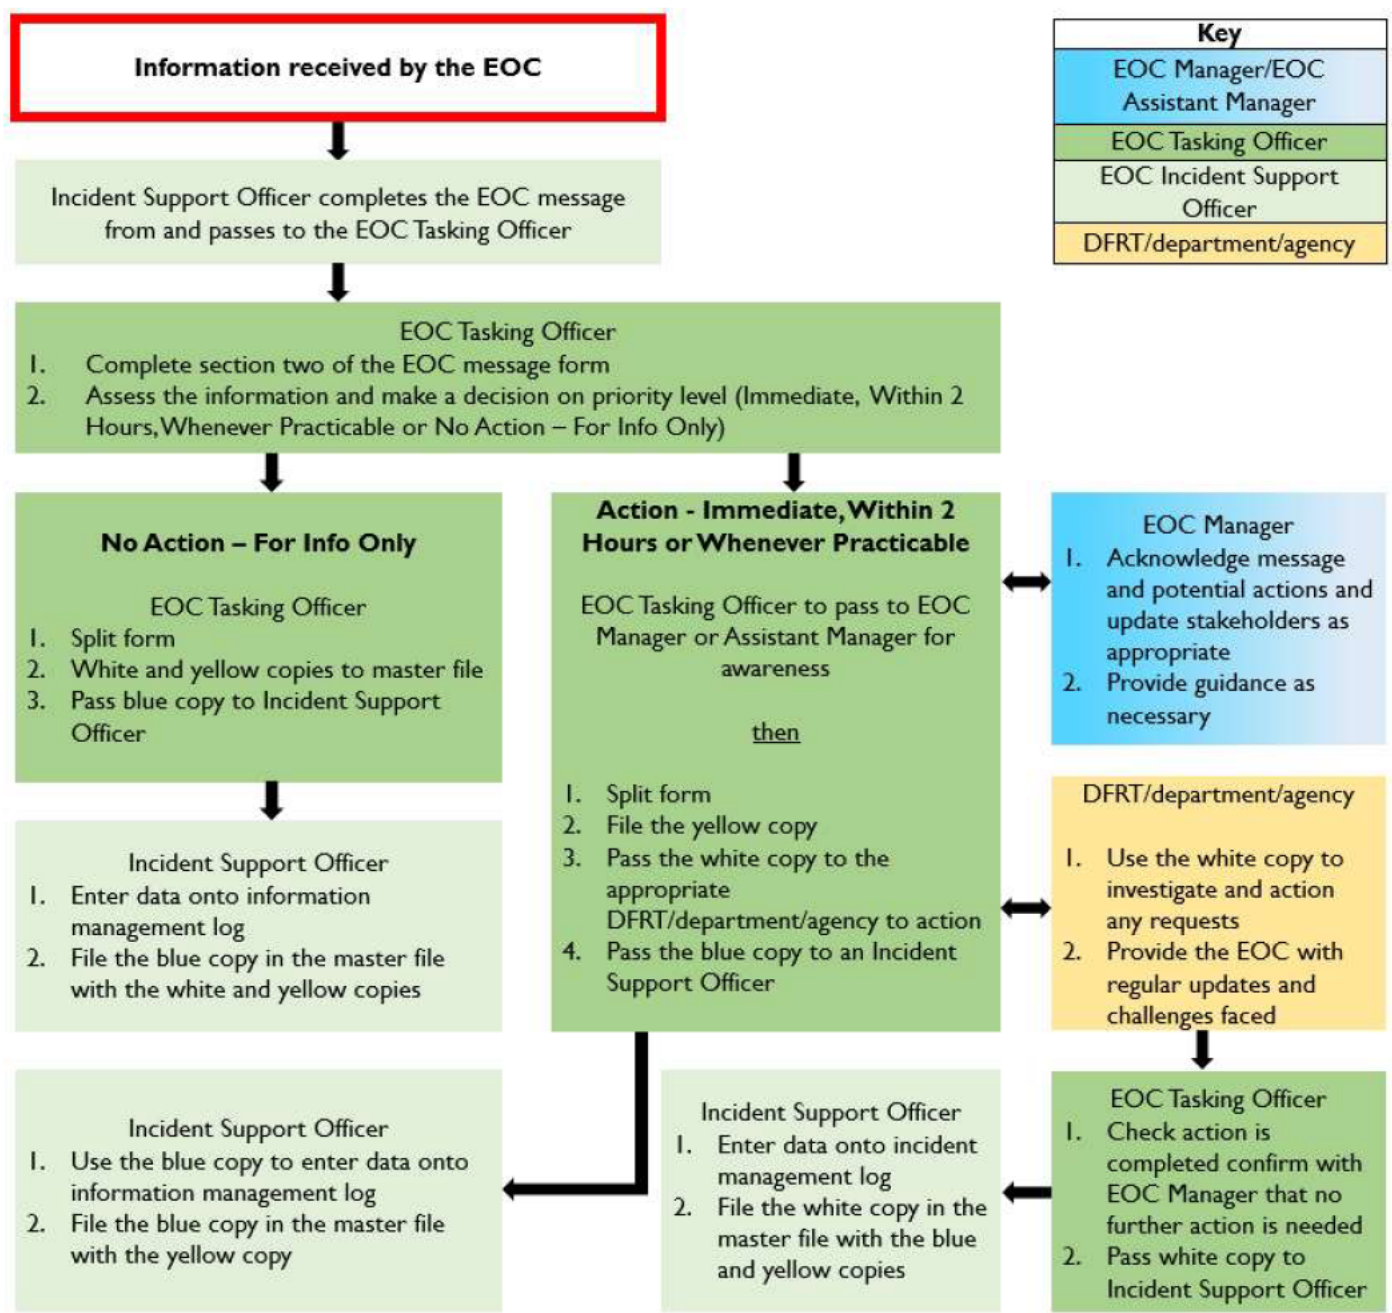 Information received by the EOC
Key
EOC Manager/EOC
Assistant Manager
EOC Tasking Officer
EOC Incident Support
Officer
DFRT/department/agency
Incident Support Officer completes the EOC message
from and passes to the EOC Tasking Officer
EOC Tasking Officer
1. Complete section two of the EOC message form
2. Assess the information and make a decision on priority level (Immediate, Within 2
Hours, Whenever Practicable or No Action – For Info Only)
No Action – For Info Only
EOC Tasking Officer
1. Split form
2. White and yellow copies to master file
3. Pass blue copy to Incident Support
Officer
Action - Immediate, Within 2
Hours or Whenever Practicable
EOC Tasking Officer to pass to EOC
Manager or Assistant Manager for
awareness
then
1. Split form
2. File the yellow copy
3. Pass the white copy to the
appropriate
DFRT/department/agency to action
4. Pass the blue copy to an Incident
Support Officer
EOC Manager
1. Acknowledge message
and potential actions and
update stakeholders as
appropriate
2. Provide guidance as
necessary
DFRT/department/agency
1. Use the white copy to
investigate and action
any requests
2. Provide the EOC with
regular updates and
challenges faced
Incident Support Officer
1. Enter data onto information
management log
2. File the blue copy in the master file
with the white and yellow copies
Incident Support Officer
1. Use the blue copy to enter data onto
information management log
2. File the blue copy in the master file
with the yellow copy
Incident Support Officer
1. Enter data onto incident
management log
2. File the white copy in the
master file with the blue
and yellow copies
EOC Tasking Officer
1. Check action is
completed confirm with
EOC Manager that no
further action is needed
2. Pass white copy to
Incident Support Officer